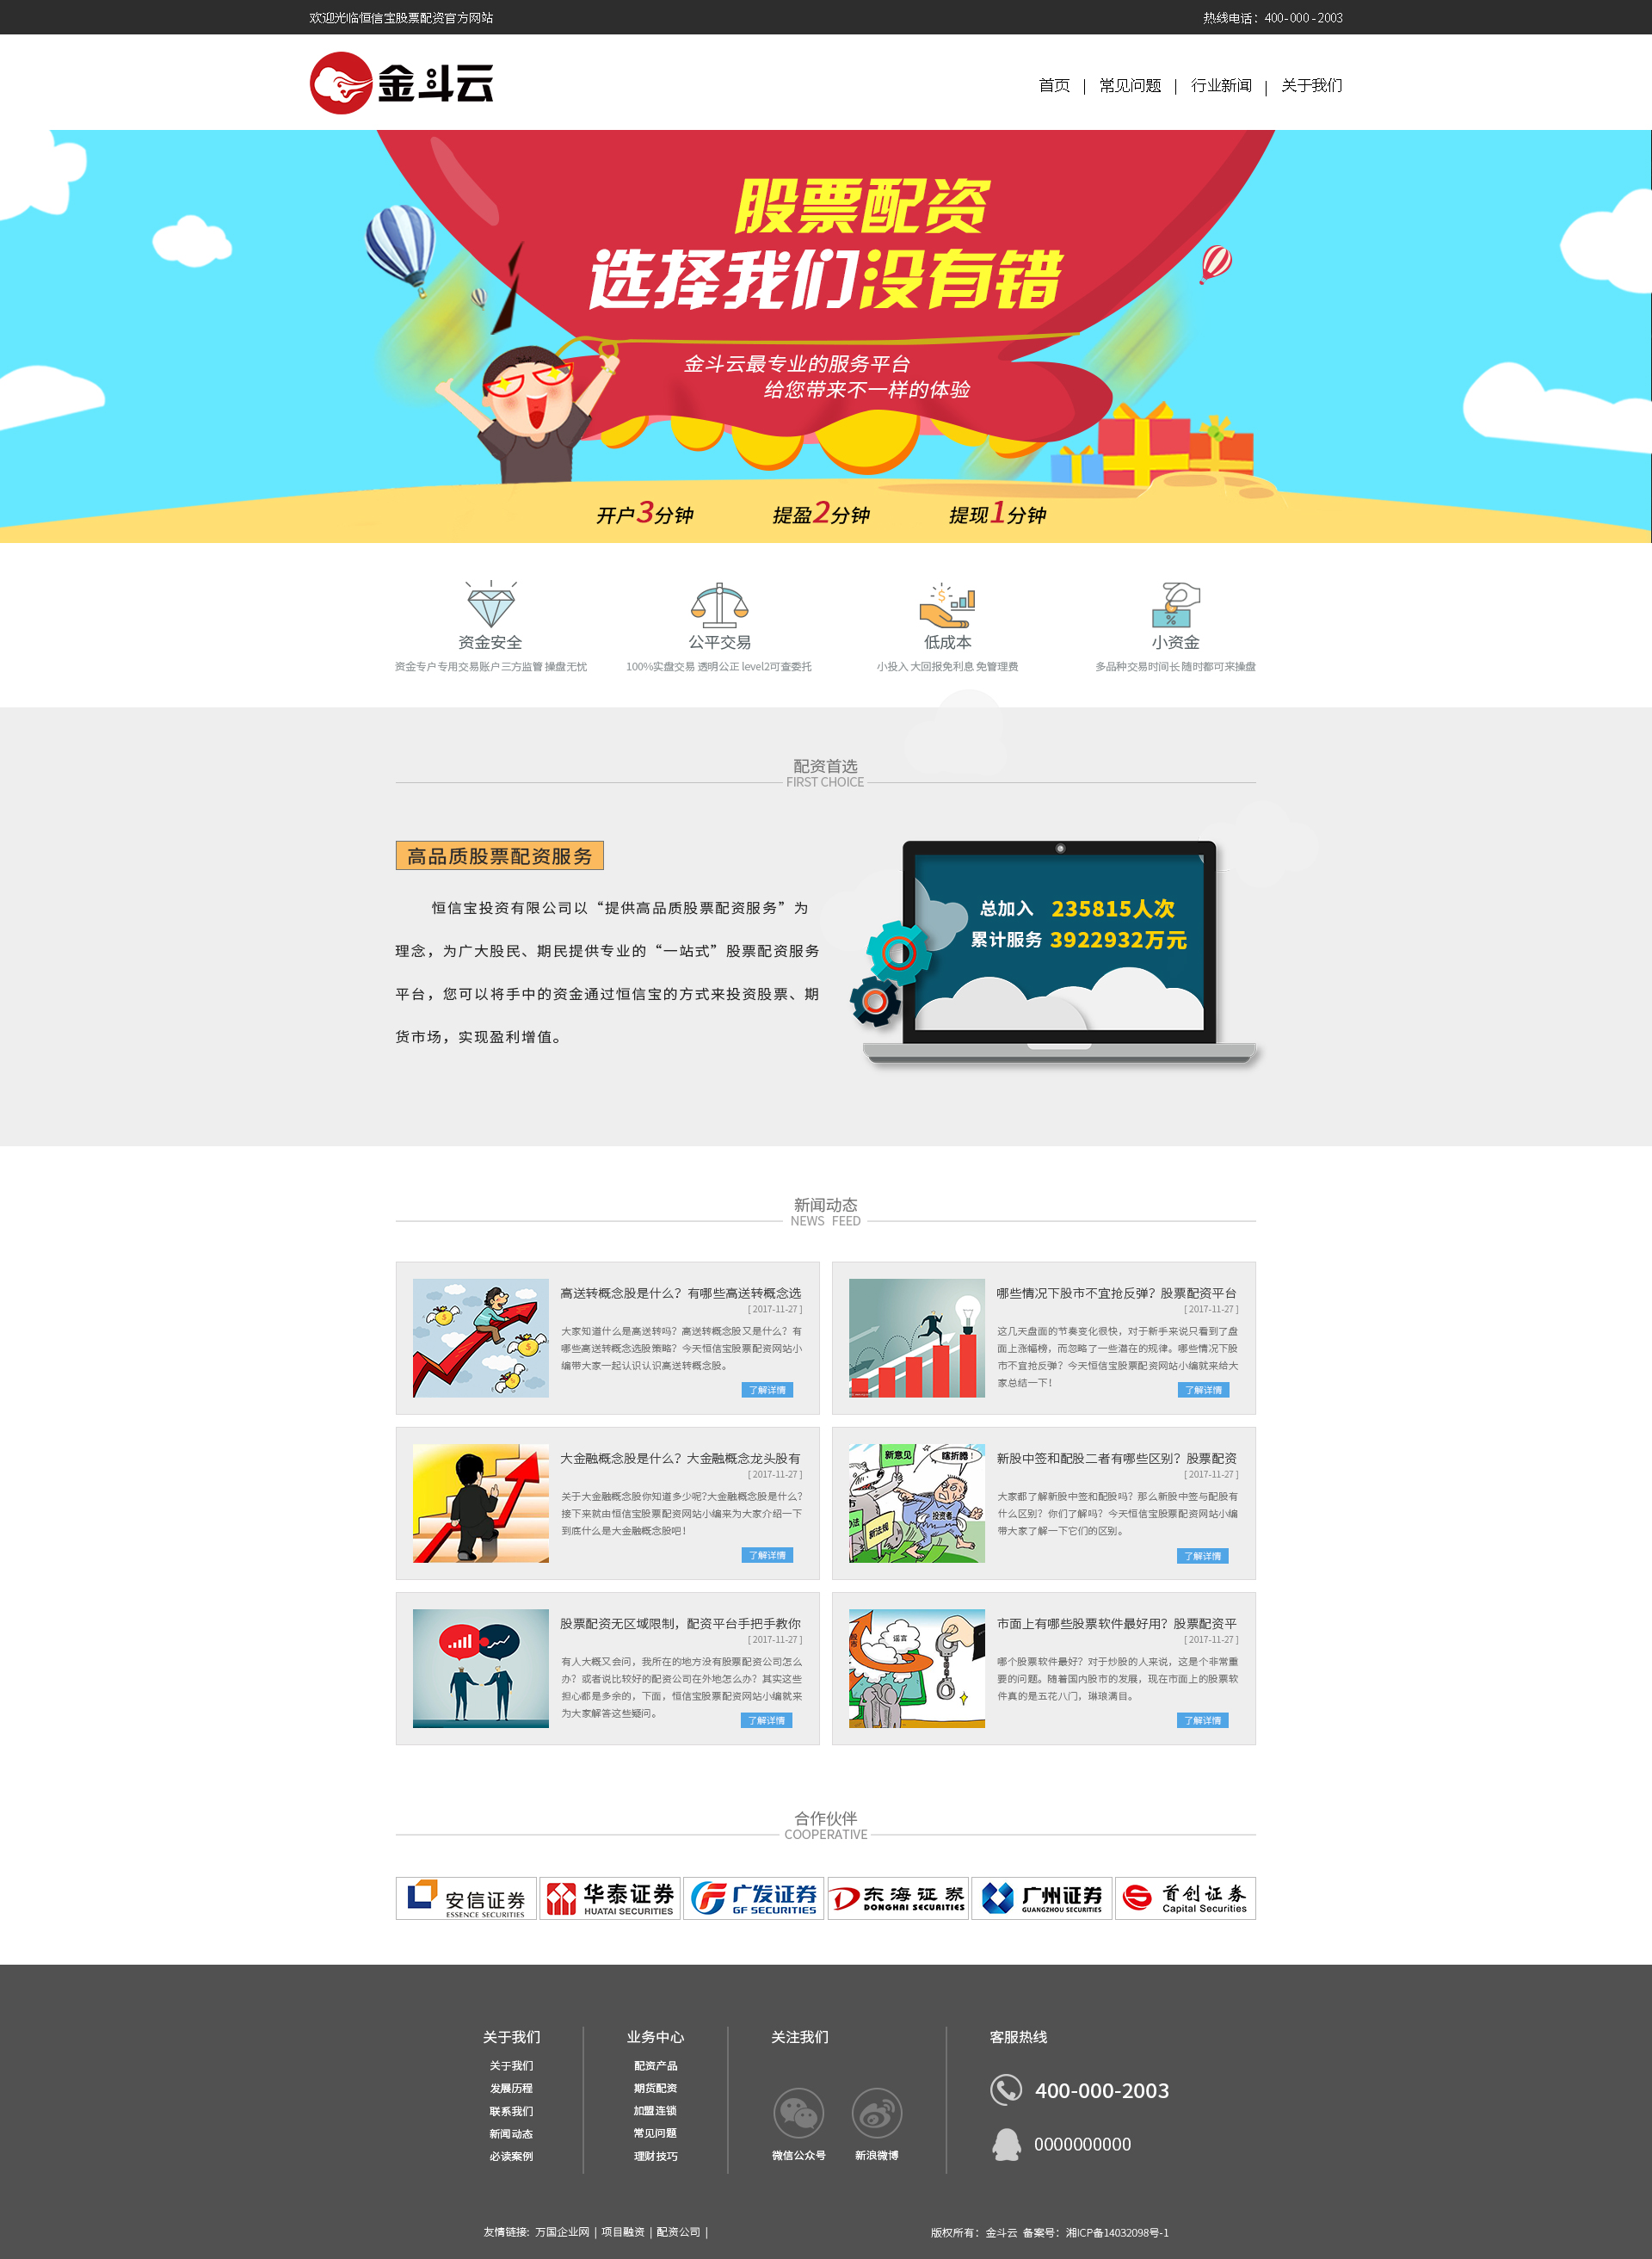 欢迎光临恒信宝股票配资官方网站
热线电话：400-000-2003
金斗云
首页 | 常见问题 | 行业新闻 | 关于我们
股票配资
选择我们没有错
金斗云最专业的服务平台
给您带来不一样的体验
开户3分钟 提盈2分钟 提现1分钟
资金安全
资金专户专用交易账户三方监管 操盘无忧
公平交易
100%实盘交易 透明公正 level2可查委托
低成本
小投入 大回报免利息 免管理费
%
小资金
多品种交易时间长 随时都可来操盘
配资首选
FIRST CHOICE
高品质股票配资服务
恒信宝投资有限公司以“提供高品质股票配资服务”为
理念，为广大股民、期民提供专业的“一站式”股票配资服务
平台，您可以将手中的资金通过恒信宝的方式来投资股票、期
货市场，实现盈利增值。
总加入 235815人次
累计服务 3922932万元
新闻动态
NEWS FEED
高送转概念股是什么？有哪些高送转概念选
[ 2017-11-27 ]
大家知道什么是高送转吗？高送转概念股又是什么？有
哪些高送转概念选股策略？今天恒信宝股票配资网站小
编带大家一起认识认识高送转概念股。
了解详情
哪些情况下股市不宜抢反弹？股票配资平台
[ 2017-11-27 ]
这几天盘面的节奏变化很快，对于新手来说只看到了盘
面上涨幅榜，而忽略了一些潜在的规律。哪些情况下股
市不宜抢反弹？今天恒信宝股票配资网站小编就来给大
家总结一下！
了解详情
大金融概念股是什么？大金融概念龙头股有
[ 2017-11-27 ]
关于大金融概念股你知道多少呢?大金融概念股是什么?
接下来就由恒信宝股票配资网站小编来为大家介绍一下
到底什么是大金融概念股吧！
了解详情
新意见
瞎折腾！
投资者
新法规
新股中签和配股二者有哪些区别？股票配资
[ 2017-11-27 ]
大家都了解新股中签和配股吗？那么新股中签与配股有
什么区别？你们了解吗？今天恒信宝股票配资网站小编
带大家了解一下它们的区别。
了解详情
股票配资无区域限制，配资平台手把手教你
[ 2017-11-27 ]
有人大概又会问，我所在的地方没有股票配资公司怎么
办？或者说比较好的配资公司在外地怎么办？其实这些
担心都是多余的，下面，恒信宝股票配资网站小编就来
为大家解答这些疑问。
了解详情
股市
谣言
市面上有哪些股票软件最好用？股票配资平
[ 2017-11-27 ]
哪个股票软件最好？对于炒股的人来说，这是个非常重
要的问题。随着国内股市的发展，现在市面上的股票软
件真的是五花八门，琳琅满目。
了解详情
合作伙伴
COOPERATIVE
安信证券
ESSENCE SECURITIES
华泰证券
HUATAI SECURITIES
广发证券
GF SECURITIES
东海证券
DONGHAI SECURITIES
广州证券
GUANGZHOU SECURITIES
首创证券
Capital Securities
关于我们
关于我们
发展历程
联系我们
新闻动态
必读案例
业务中心
配资产品
期货配资
加盟连锁
常见问题
理财技巧
关注我们
微信公众号
新浪微博
客服热线
400-000-2003
0000000000
友情链接: 万国企业网 | 项目融资 | 配资公司 |
版权所有：金斗云 备案号：湘ICP备14032098号-1